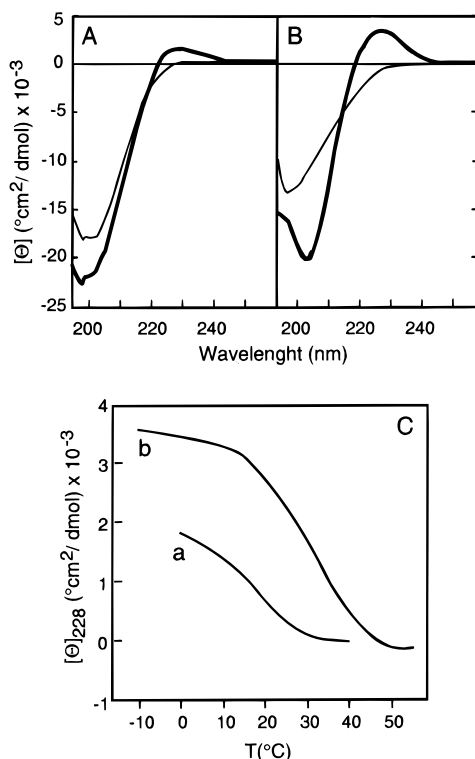 A
B
5
0
-5
-10
-15
-20
-25
[Θ] (°cm2/ dmol) x 10-3
200
220
240
200
220
240
Wavelenght (nm)
C
4
3
2
1
0
-1
b
a
[Θ]228 (°cm2/ dmol) x 10-3
-10
0
10
20
30
40
50
T(°C)